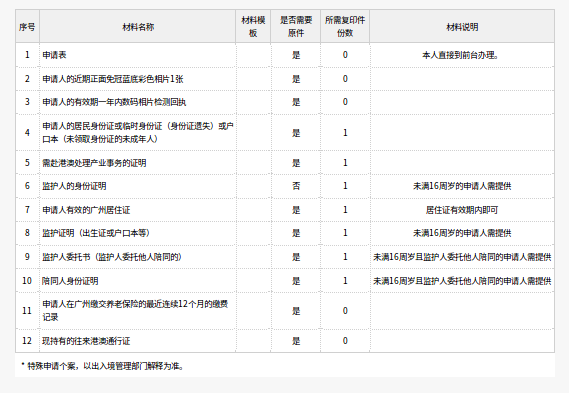 序号 材料名称 材料模板 是否需要原件 所需复印件份数 材料说明
1 申请表 是 0 本人直接到前台办理。
2 申请人的近期正面免冠蓝底彩色相片1张 是 0
3 申请人的有效期一年内数码相片检测回执 是 0
4 申请人的居民身份证或临时身份证（身份证遗失）或户
口本（未领取身份证的未成年人） 是 1
5 需赴港澳处理产业事务的证明 是 1
6 监护人的身份证明 否 1 未满16周岁的申请人需提供
7 申请人有效的广州居住证 是 1 居住证有效期内即可
8 监护证明（出生证或户口本等） 是 1 未满16周岁的申请人需提供
9 监护人委托书（监护人委托他人陪同的） 是 1 未满16周岁且监护人委托他人陪同的申请人需提供
10 陪同人身份证明 是 1 未满16周岁且监护人委托他人陪同的申请人需提供
11 申请人在广州缴交养老保险的最近连续12个月的缴费
记录 是 0
12 现持有的往来港澳通行证 是 0
* 特殊申请个案，以出入境管理部门解释为准。